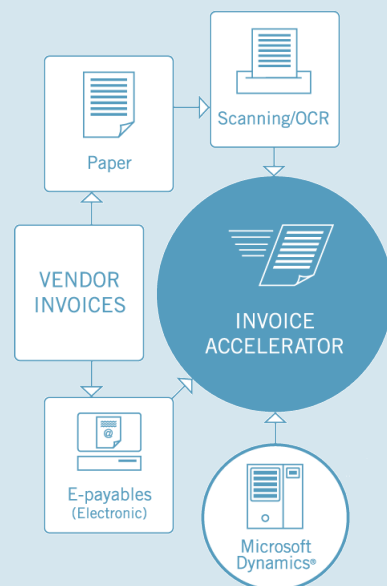 Scanning/OCR
Paper
VENDOR
INVOICES
INVOICE
ACCELERATOR
@
E-payables
(Electronic)
Microsoft
Dynamics®